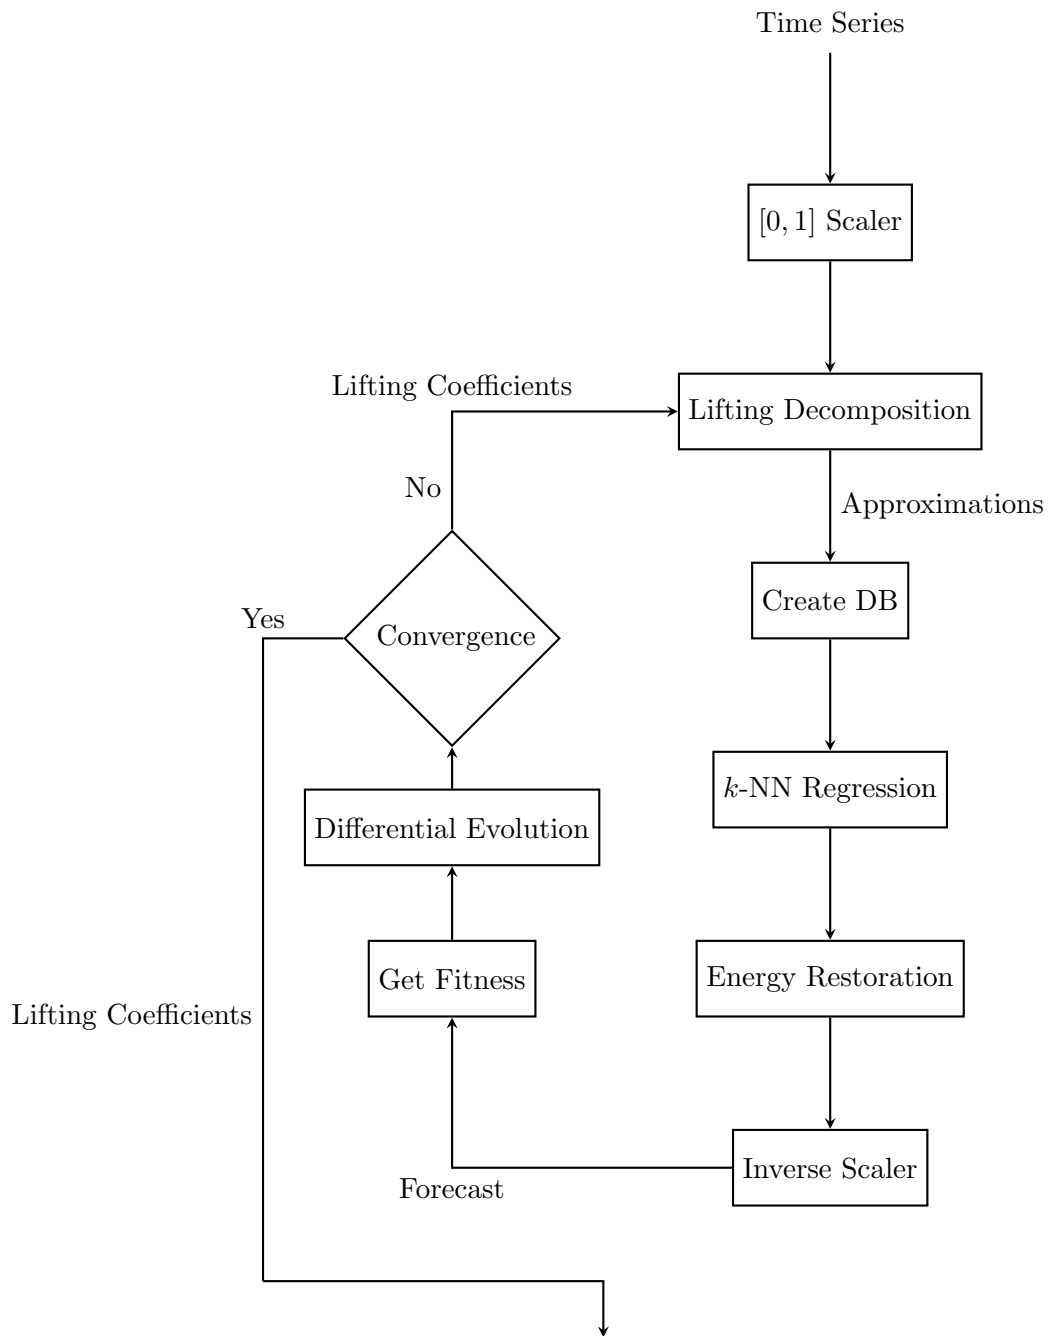 Time Series
[0, 1] Scaler
Lifting Coefficients
Lifting Decomposition
No
Approximations
Create DB
Yes
Convergence
k-NN Regression
Differential Evolution
Energy Restoration
Get Fitness
Lifting Coefficients
Inverse Scaler
Forecast